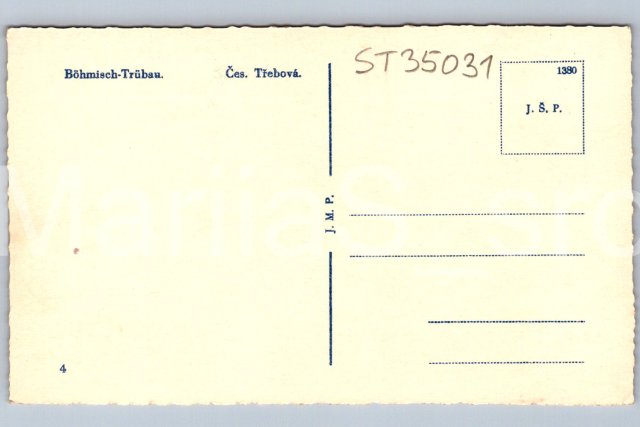 Böhmisch-Trübau. Čes. Třebová.
ST35031
1380
J. Š. P.
J. M. P.
4